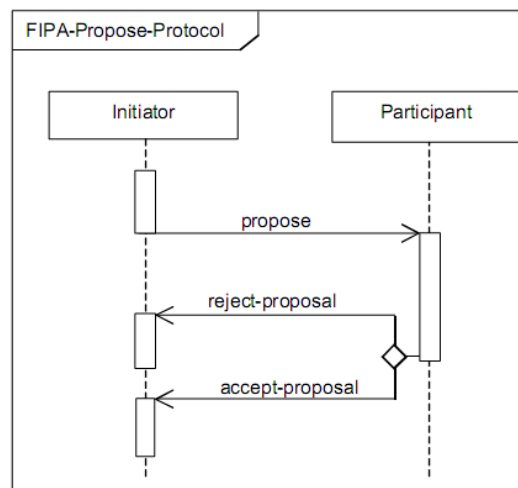 FIPA-Propose-Protocol
Initiator
Participant
propose
reject-proposal
accept-proposal